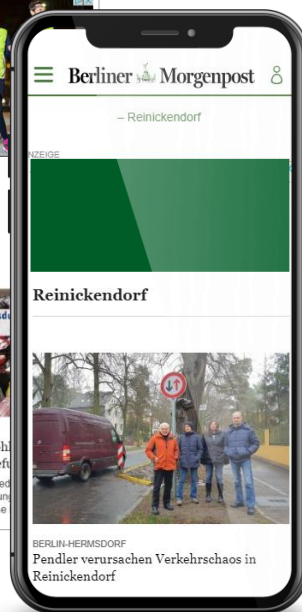 Berliner Morgenpost
– Reinickendorf
NZEIGE
Reinickendorf
BERLIN-HERMSDORF
Pendler verursachen Verkehrschaos in
Reinickendorf